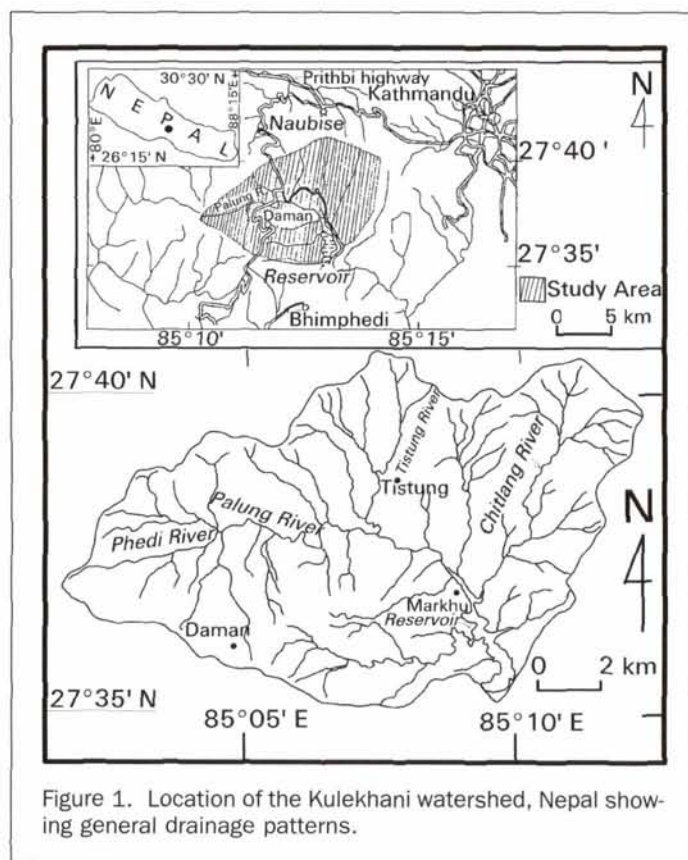 30°30' N
88°15' E
N E P A L
80°E
26°15' N
Prithbi highway
Kathmandu
N
Naubise
27°40'
Palung R.
Daman
27°35'
Reservoir
Study Area
Bhimphedi
0 5 km
85°10'
85°15'
27°40' N
Tistung River
Tistung
Chitlang River
Palung River
Phedi River
N
Markhu
Reservoir
Daman
0 2 km
27°35' N
85°05' E
85°10' E
Figure 1. Location of the Kulekhani watershed, Nepal show-
ing general drainage patterns.